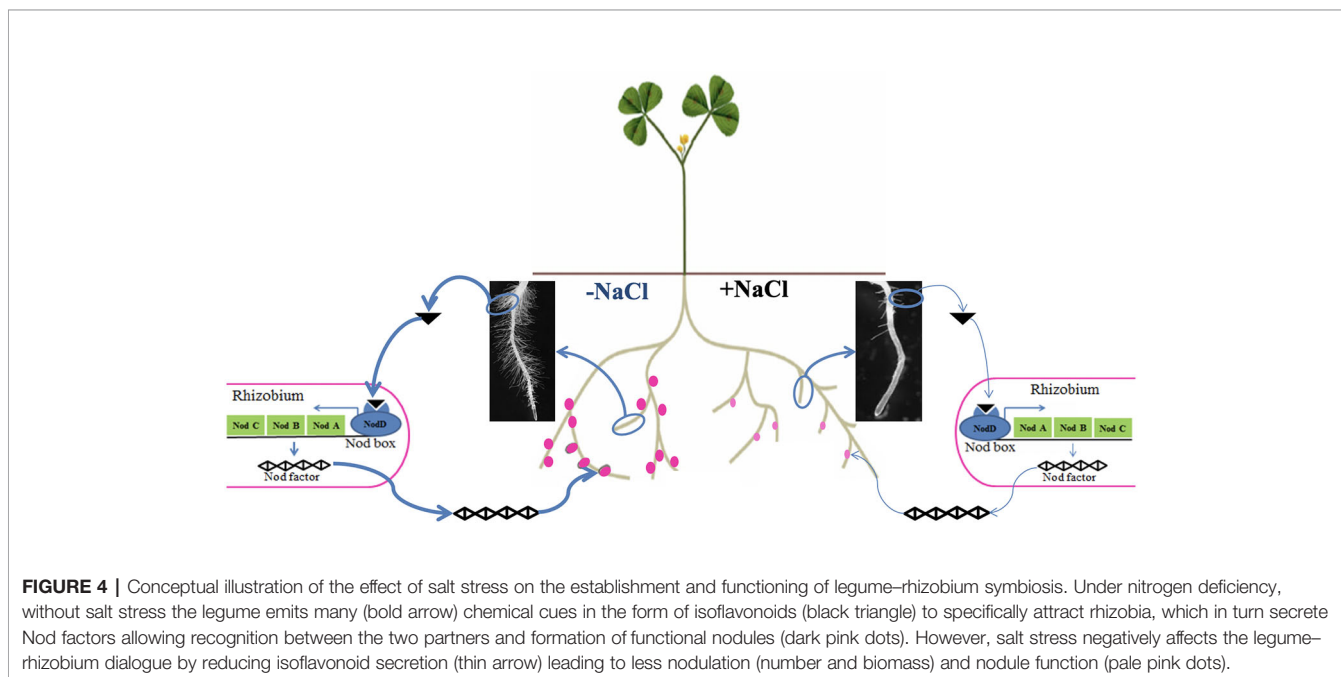 -NaCl
+NaCl
Rhizobium
Nod C Nod B Nod A
NodD
Nod box
Nod factor
Rhizobium
NodD
Nod A Nod B Nod C
Nod box
Nod factor
FIGURE 4 | Conceptual illustration of the effect of salt stress on the establishment and functioning of legume–rhizobium symbiosis. Under nitrogen deficiency,
without salt stress the legume emits many (bold arrow) chemical cues in the form of isoflavonoids (black triangle) to specifically attract rhizobia, which in turn secrete
Nod factors allowing recognition between the two partners and formation of functional nodules (dark pink dots). However, salt stress negatively affects the legume–
rhizobium dialogue by reducing isoflavonoid secretion (thin arrow) leading to less nodulation (number and biomass) and nodule function (pale pink dots).